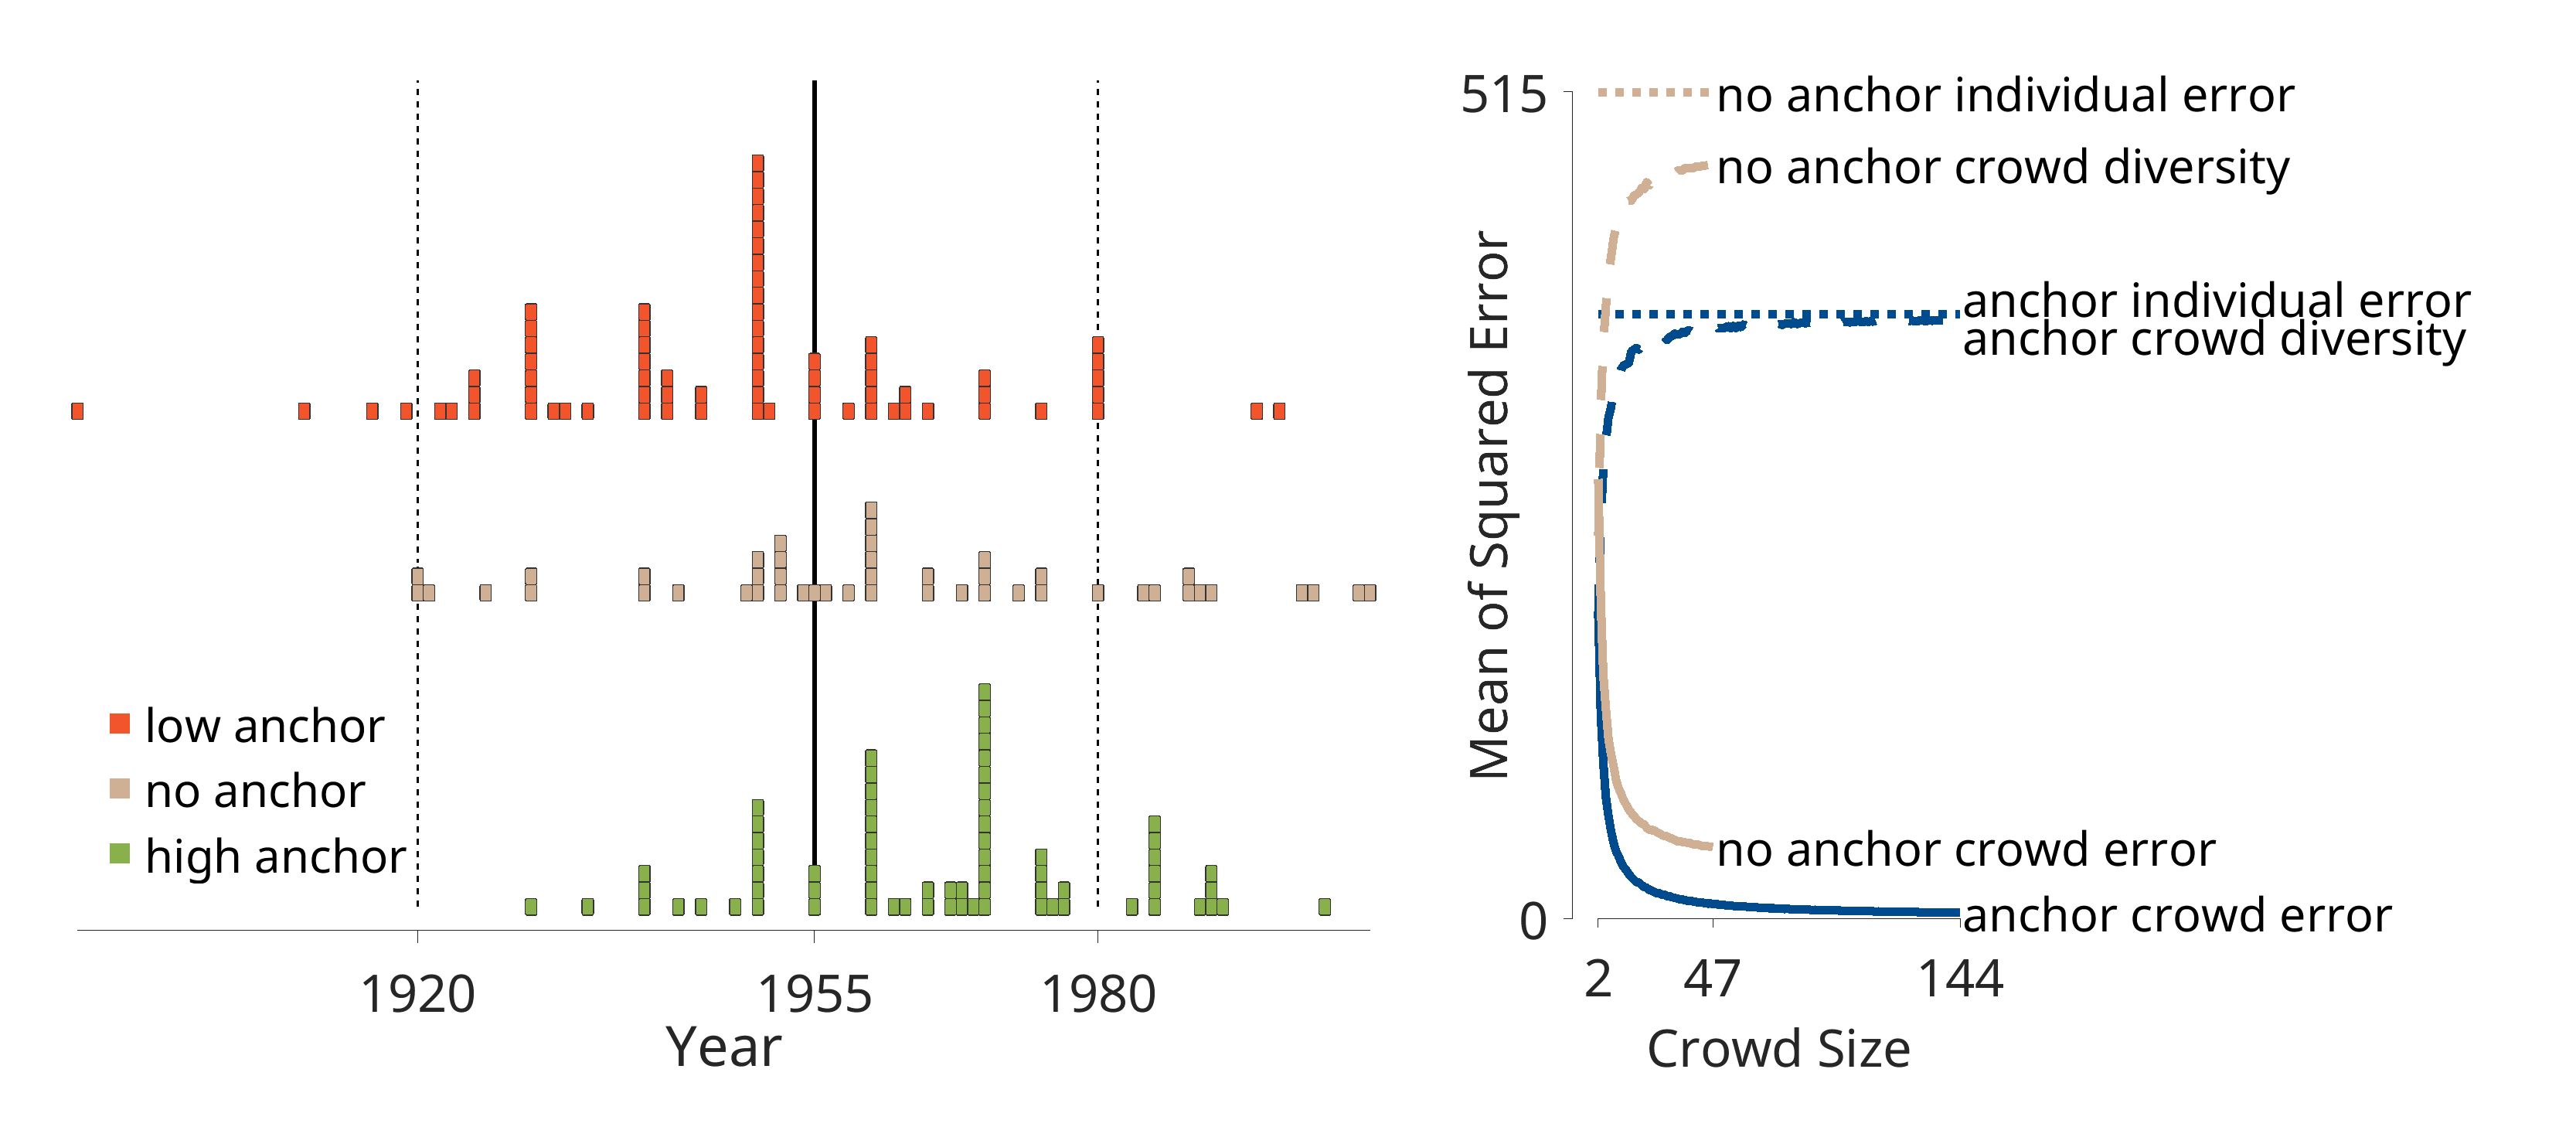 low anchor
no anchor
high anchor
1920
1955
1980
Year
515
0
Mean of Squared Error
no anchor individual error
no anchor crowd diversity
anchor individual error
anchor crowd diversity
no anchor crowd error
anchor crowd error
2
47
144
Crowd Size